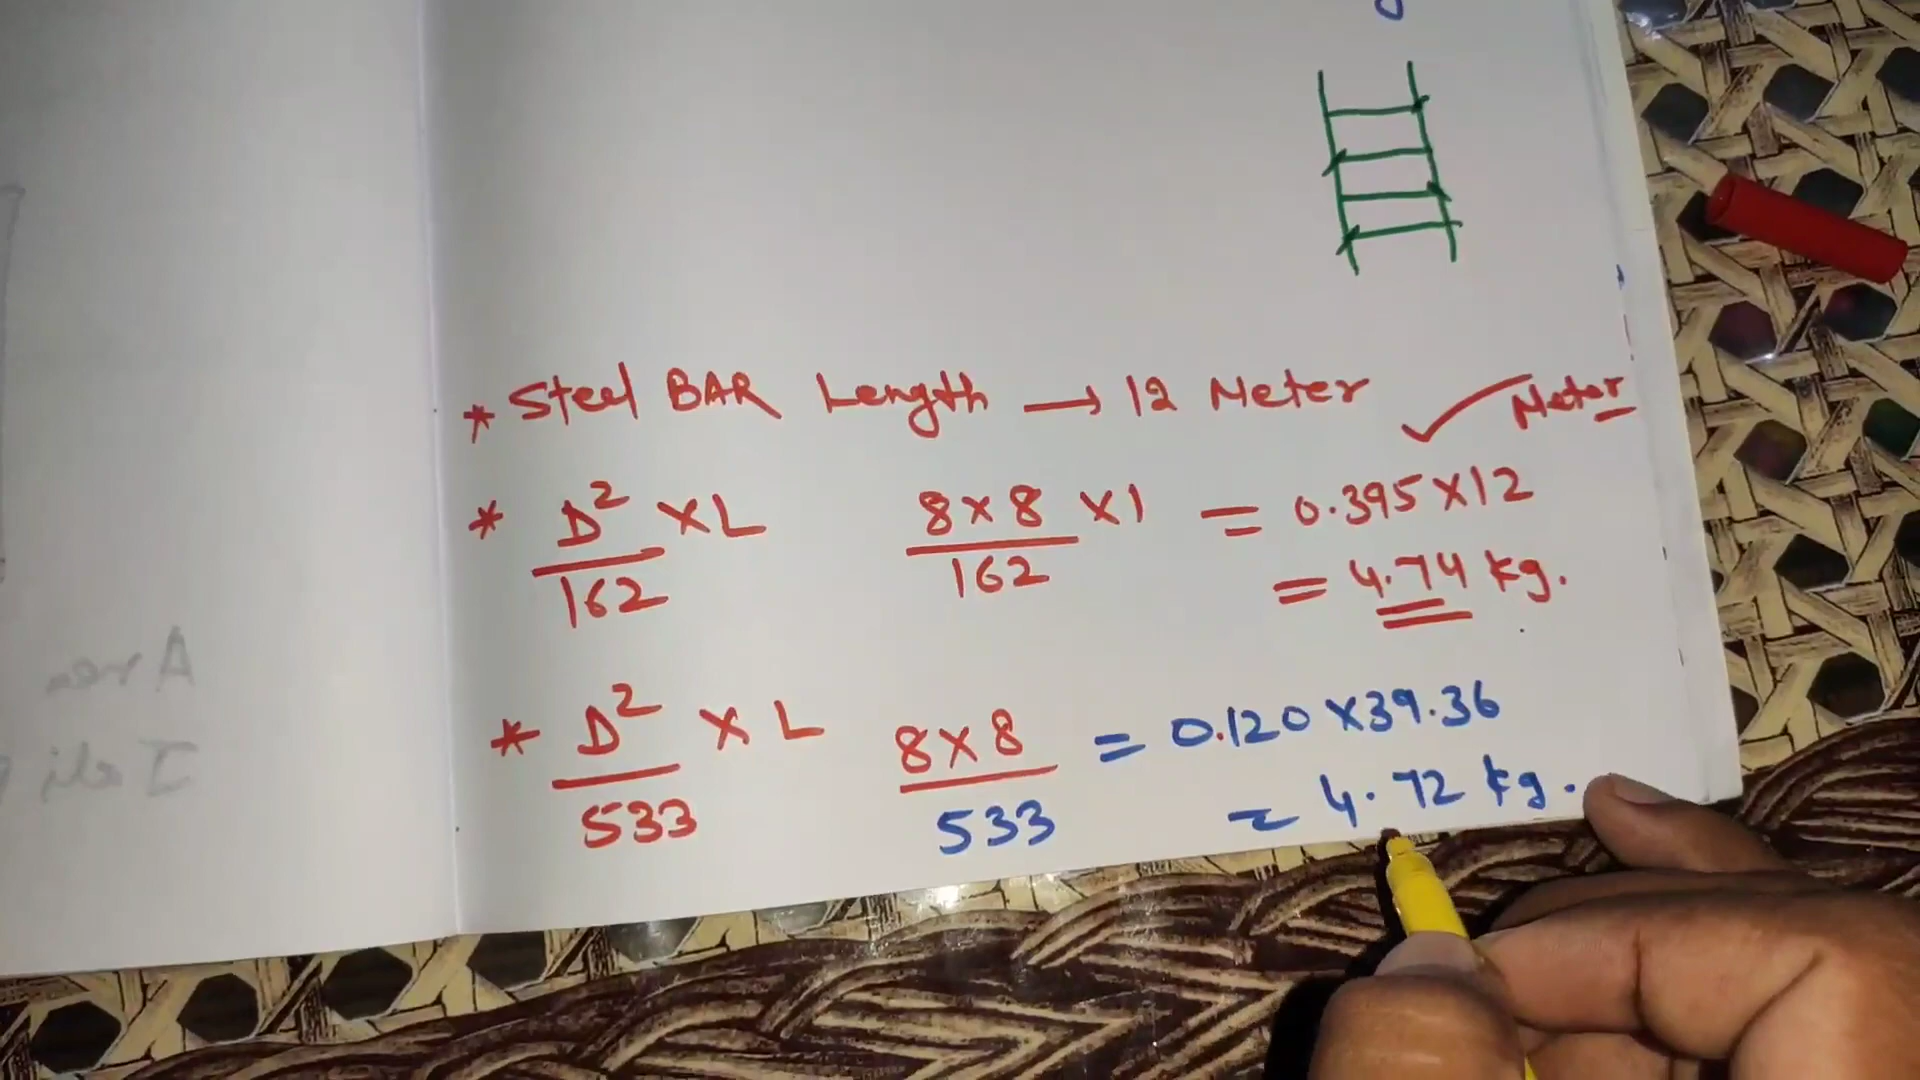 * Steel BAR Length → 12 Meter
Meter
* D²/162 × L 8×8/162 ×1 = 0.395×12
= 4.74 kg.
* D²/533 × L 8×8/533 = 0.120×39.36
= 4.72 kg.
Area